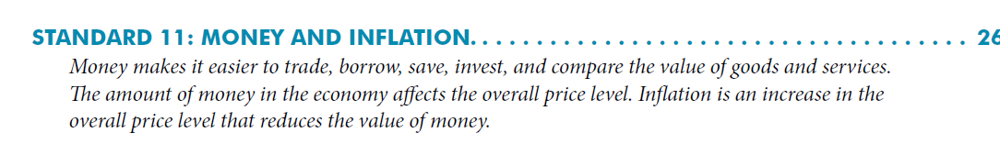 STANDARD 11: MONEY AND INFLATION. . . . . . . . . . . . . . . . . . . . . . . . . . . . . . . . . . . . . 26
Money makes it easier to trade, borrow, save, invest, and compare the value of goods and services.
The amount of money in the economy affects the overall price level. Inflation is an increase in the
overall price level that reduces the value of money.